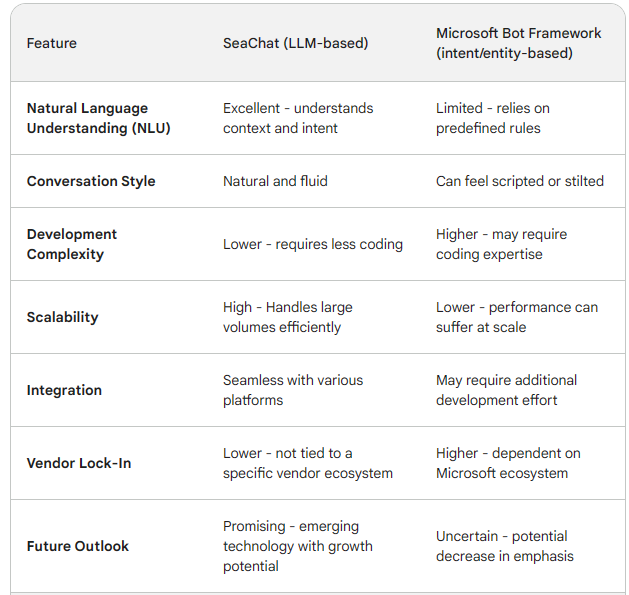 Feature
SeaChat (LLM-based)
Microsoft Bot Framework
(intent/entity-based)
Natural Language
Understanding (NLU)
Excellent - understands
context and intent
Limited - relies on
predefined rules
Conversation Style
Natural and fluid
Can feel scripted or stilted
Development
Complexity
Lower - requires less coding
Higher - may require
coding expertise
Scalability
High - Handles large
volumes efficiently
Lower - performance can
suffer at scale
Integration
Seamless with various
platforms
May require additional
development effort
Vendor Lock-In
Lower - not tied to a
specific vendor ecosystem
Higher - dependent on
Microsoft ecosystem
Future Outlook
Promising - emerging
technology with growth
potential
Uncertain - potential
decrease in emphasis